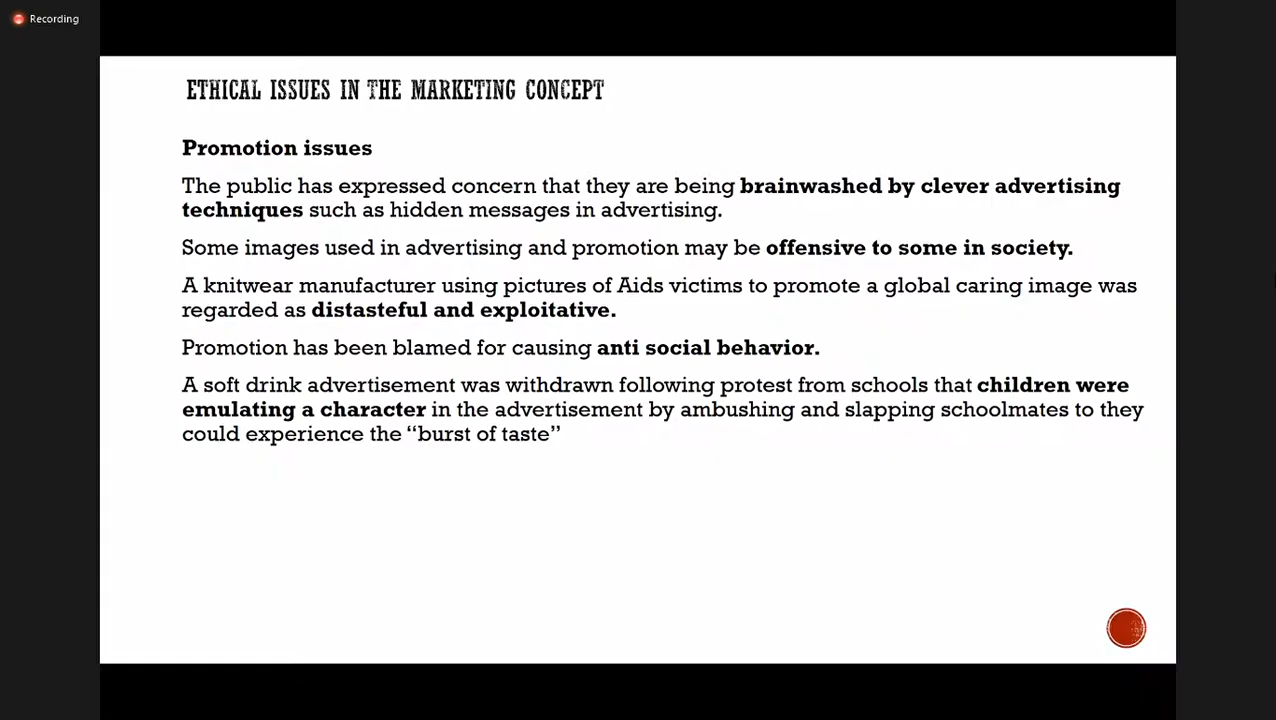 Recording
ETHICAL ISSUES IN THE MARKETING CONCEPT
Promotion issues
The public has expressed concern that they are being brainwashed by clever advertising
techniques such as hidden messages in advertising.
Some images used in advertising and promotion may be offensive to some in society.
A knitwear manufacturer using pictures of Aids victims to promote a global caring image was
regarded as distasteful and exploitative.
Promotion has been blamed for causing anti social behavior.
A soft drink advertisement was withdrawn following protest from schools that children were
emulating a character in the advertisement by ambushing and slapping schoolmates to they
could experience the “burst of taste”